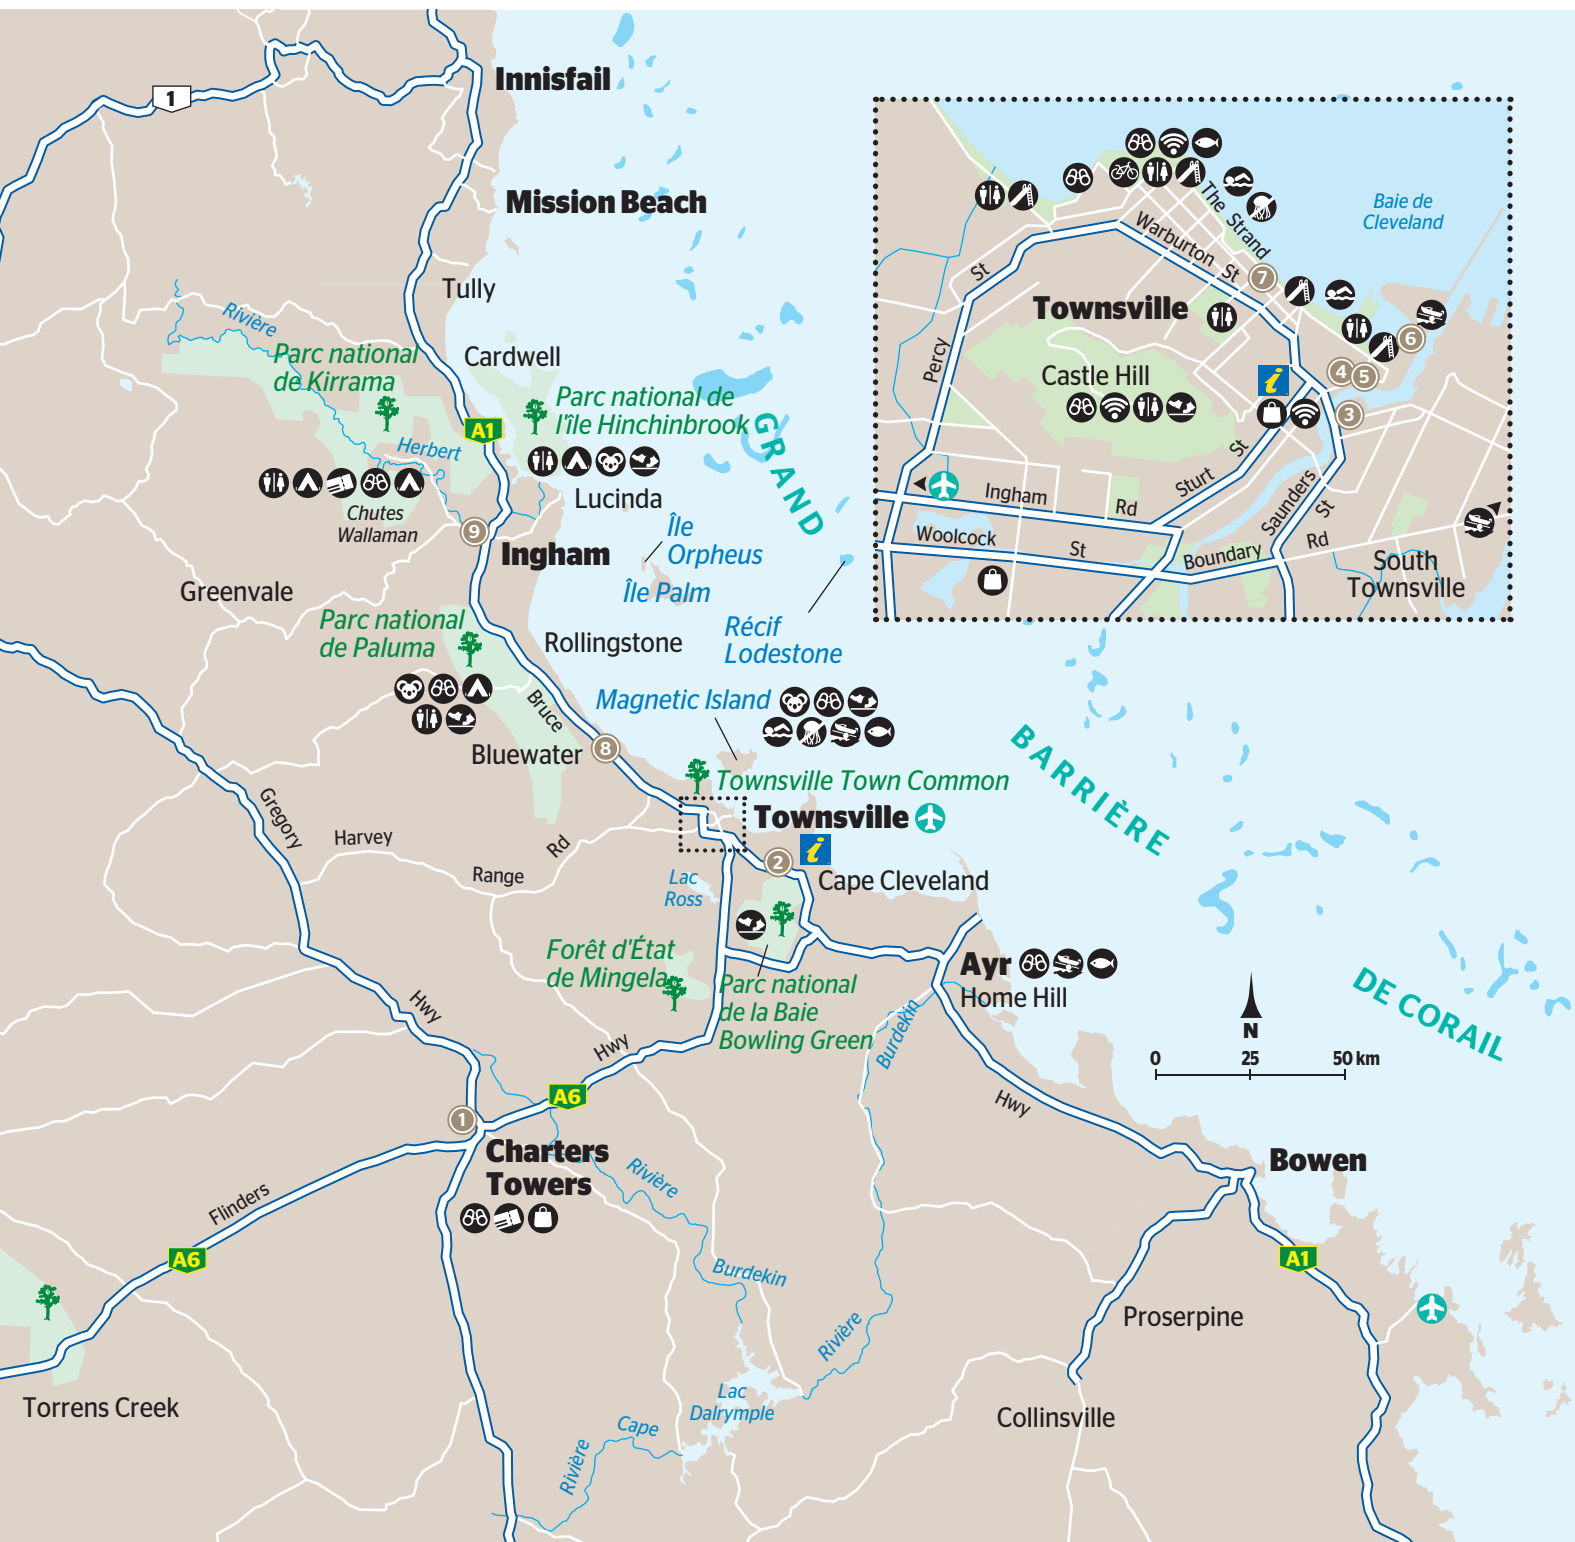 Innisfail
1
Mission Beach
Tully
Rivière
Parc national
de Kirrama
Cardwell
Parc national de
l'île Hinchinbrook
A1
Herbert
Chutes
Wallaman
Lucinda
9
Ingham
Île
Orpheus
Île Palm
Greenvale
Parc national
de Paluma
Rollingstone
Récif
Lodestone
Magnetic Island
Bruce
Bluewater
8
Townsville Town Common
Townsville
i
2
Cape Cleveland
Lac
Ross
Gregory
Harvey
Range
Rd
Forêt d'État
de Mingela
Parc national
de la Baie
Bowling Green
Ayr
Home Hill
Burdekin
Hwy
Hwy
Hwy
A6
1
Charters
Towers
Rivière
Burdekin
Flinders
A6
Torrens Creek
Rivière
Lac
Dalrymple
Cape
Rivière
Bowen
A1
Proserpine
Collinsville
GRAND
BARRIÈRE
DE CORAIL
N
0 25 50 km
Baie de
Cleveland
The Strand
Warburton St
7
Townsville
St
Percy
Castle Hill
i
6
4
5
3
St
Sturt
Ingham
Rd
Saunders
St
Woolcock
St
Boundary
Rd
South
Townsville